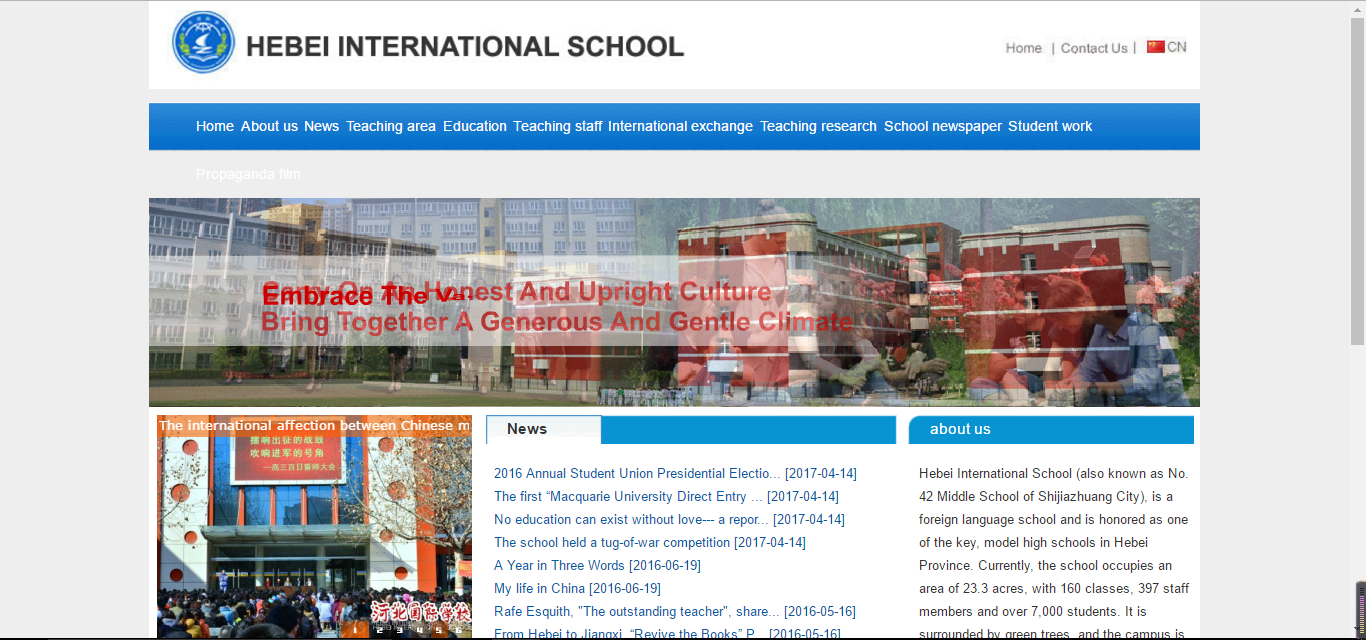 HEBEI INTERNATIONAL SCHOOL
Home | Contact Us | CN
Home About us News Teaching area Education Teaching staff International exchange Teaching research School newspaper Student work
Propaganda film
Embrace The
Honest And Upright Culture
Bring Together A Generous And Gentle Climate
The international affection between Chinese m
擂响出征的战鼓
吹响进军的号角
—高三百日誓师大会
河北国际学校
1 2 3 4 5 6
News
2016 Annual Student Union Presidential Electio... [2017-04-14]
The first “Macquarie University Direct Entry ... [2017-04-14]
No education can exist without love--- a repor... [2017-04-14]
The school held a tug-of-war competition [2017-04-14]
A Year in Three Words [2016-06-19]
My life in China [2016-06-19]
Rafe Esquith, "The outstanding teacher", share... [2016-05-16]
From Hebei to Jiangxi, “Revive the Books” P... [2016-05-16]
about us
Hebei International School (also known as No.
42 Middle School of Shijiazhuang City), is a
foreign language school and is honored as one
of the key, model high schools in Hebei
Province. Currently, the school occupies an
area of 23.3 acres, with 160 classes, 397 staff
members and over 7,000 students. It is
surrounded by green trees, and the campus is